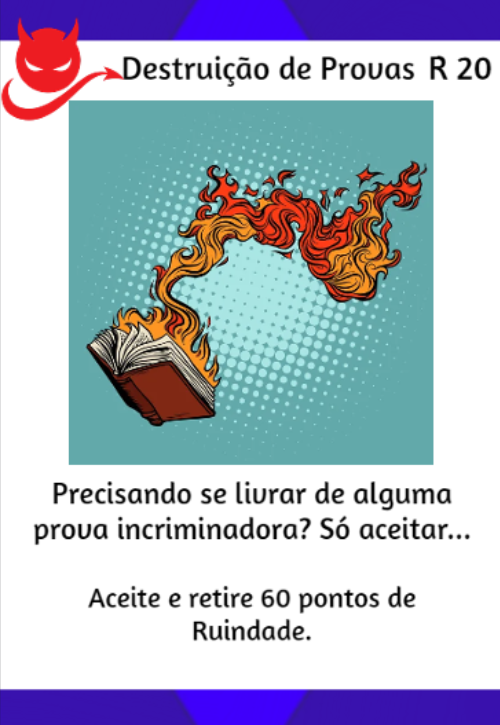 Destruição de Provas R 20
Precisando se livrar de alguma
prova incriminadora? Só aceitar...
Aceite e retire 60 pontos de
Ruindade.